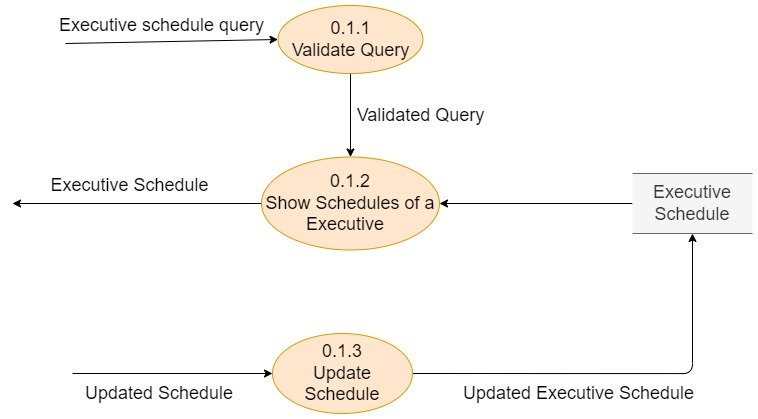 Executive schedule query
0.1.1
Validate Query
Validated Query
Executive Schedule
0.1.2
Show Schedules of a
Executive
Executive
Schedule
Updated Schedule
0.1.3
Update
Schedule
Updated Executive Schedule